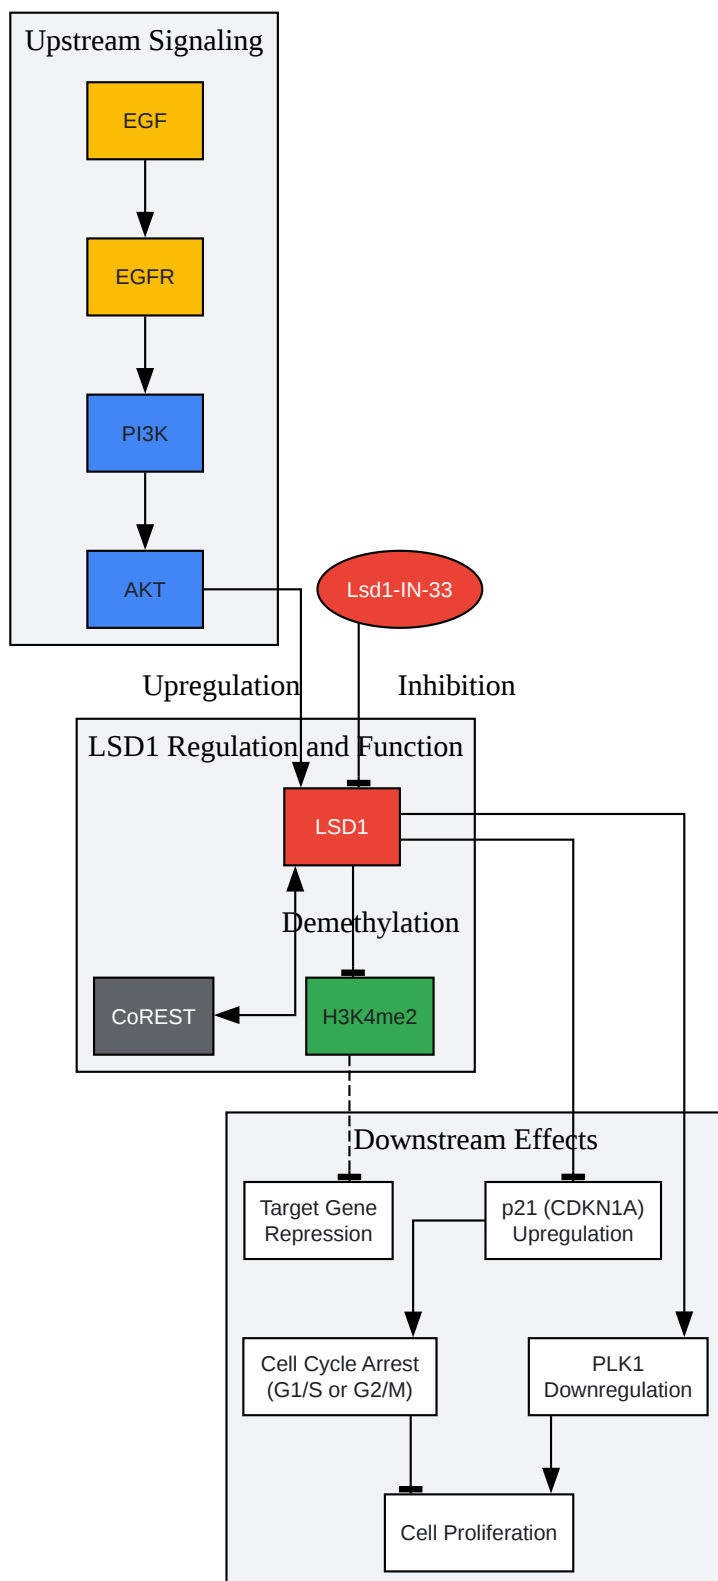 Upstream Signaling
EGF
EGFR
PI3K
AKT
Lsd1-IN-33
Upregulation
Inhibition
LSD1 Regulation and Function
LSD1
Demethylation
CoREST
H3K4me2
Downstream Effects
Target Gene
Repression
p21 (CDKN1A)
Upregulation
Cell Cycle Arrest
(G1/S or G2/M)
PLK1
Downregulation
Cell Proliferation